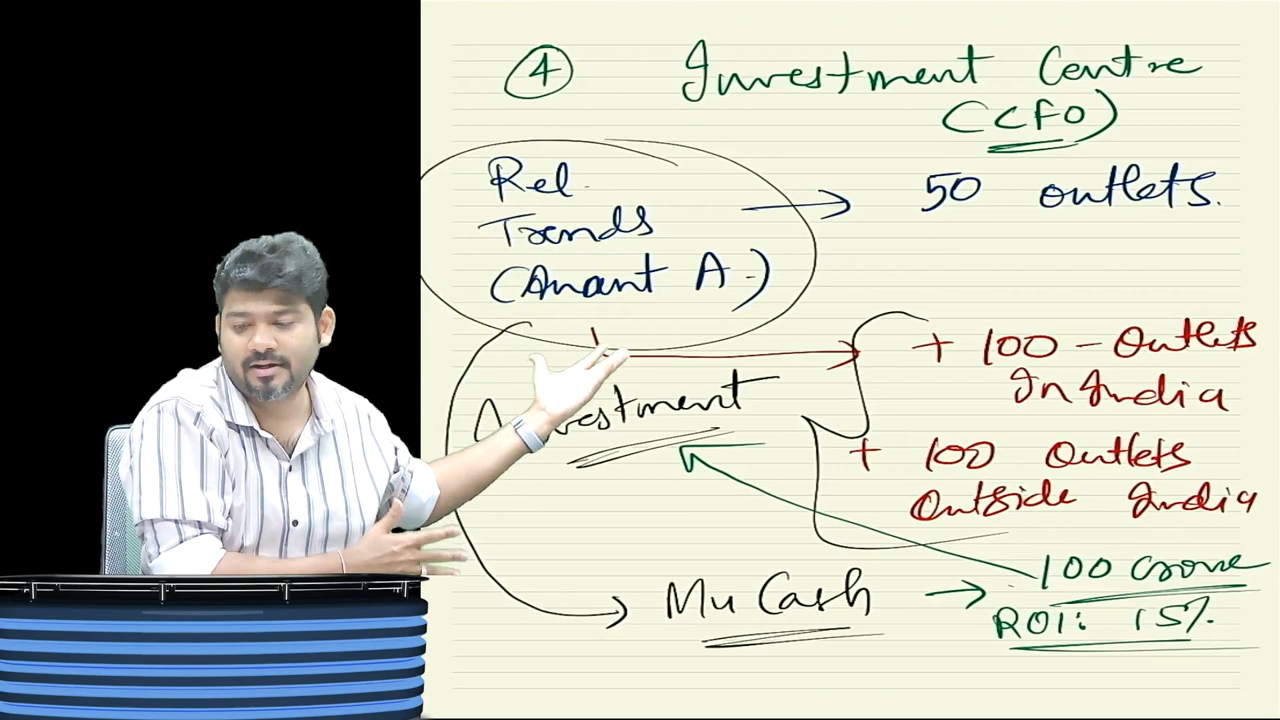 4 Investment Centre
(CFO)
Rel.
Trends
(Anant A.)
50 outlets.
+ 100 - Outlets
In India
Investment
+ 100 Outlets
Outside India
Mu Cash
100 crore
ROI: 15%